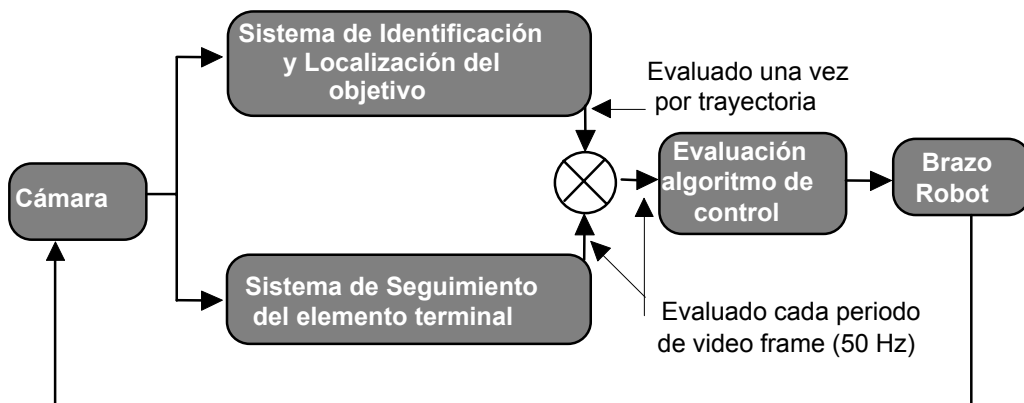 Sistema de Identificación
y Localización del
objetivo
Evaluado una vez
por trayectoria
Cámara
Evaluación
algoritmo de
control
Brazo
Robot
Sistema de Seguimiento
del elemento terminal
Evaluado cada periodo
de video frame (50 Hz)